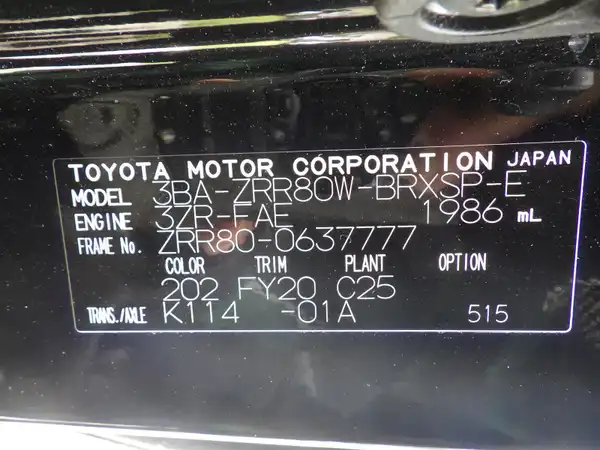 TOYOTA MOTOR CORPORATION JAPAN
MODEL 3BA-ZRR80W-BRXSP-E
ENGINE 3ZR-FAE 1986 mL
FRAME No. ZRR80-0637777
COLOR TRIM PLANT OPTION
202 FY20 C25
TRANS./AXLE K114 -01A 515